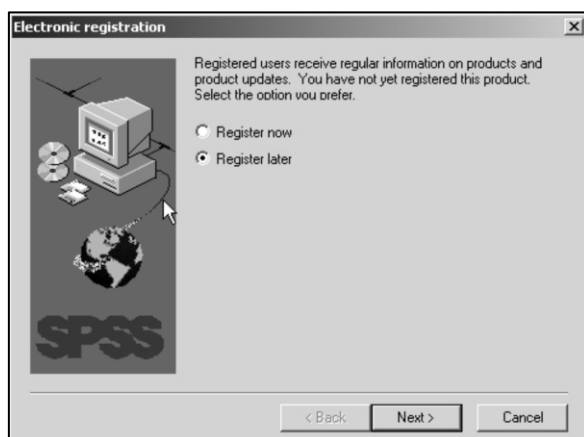 Electronic registration
Registered users receive regular information on products and
product updates. You have not yet registered this product.
Select the option you prefer.
Register now
Register later
SPSS
< Back
Next >
Cancel